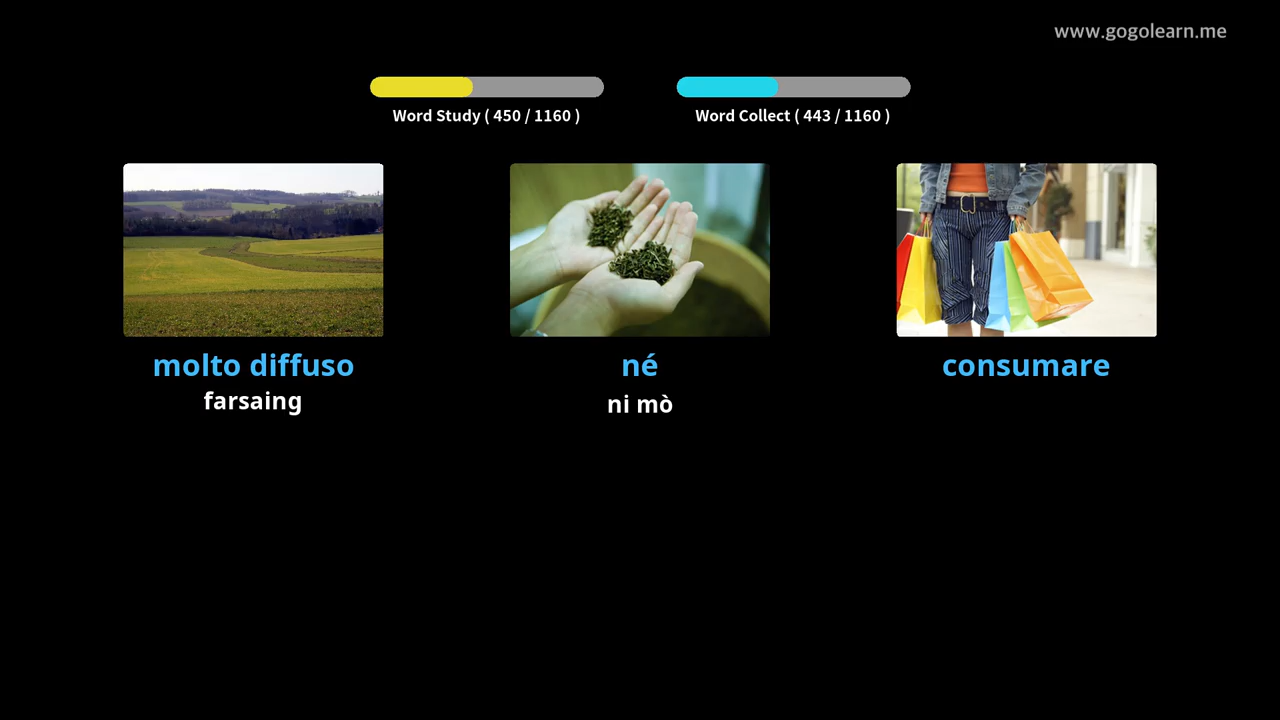 www.gogolearn.me
Word Study ( 450 / 1160 )
Word Collect ( 443 / 1160 )
molto diffuso
né
consumare
farsaing
ni mò